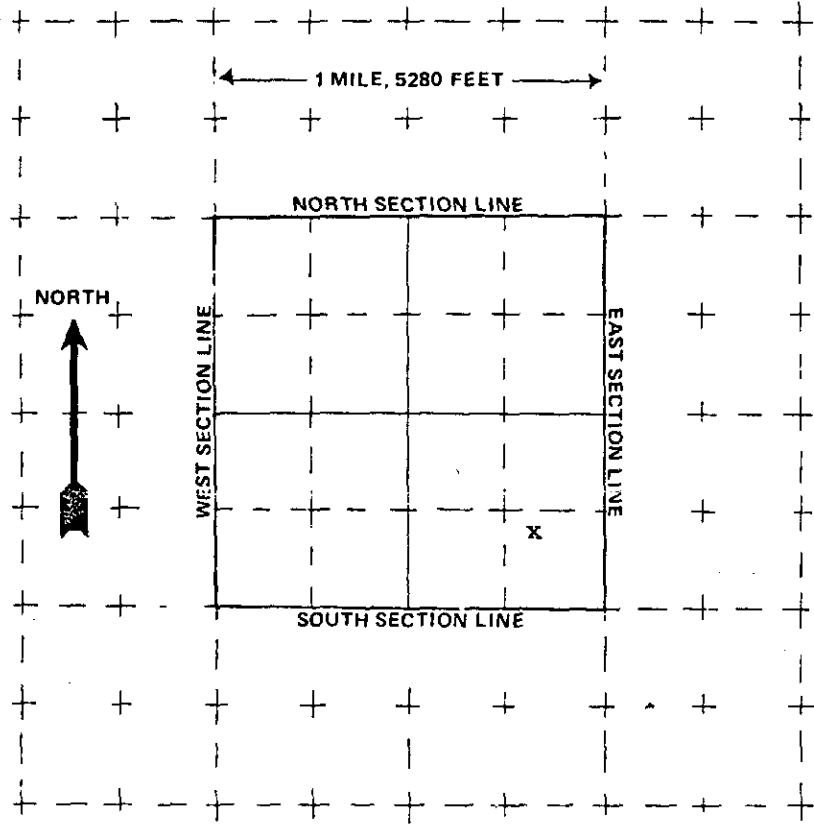 1 MILE, 5280 FEET
NORTH SECTION LINE
NORTH
WEST SECTION LINE
EAST SECTION LINE
X
SOUTH SECTION LINE